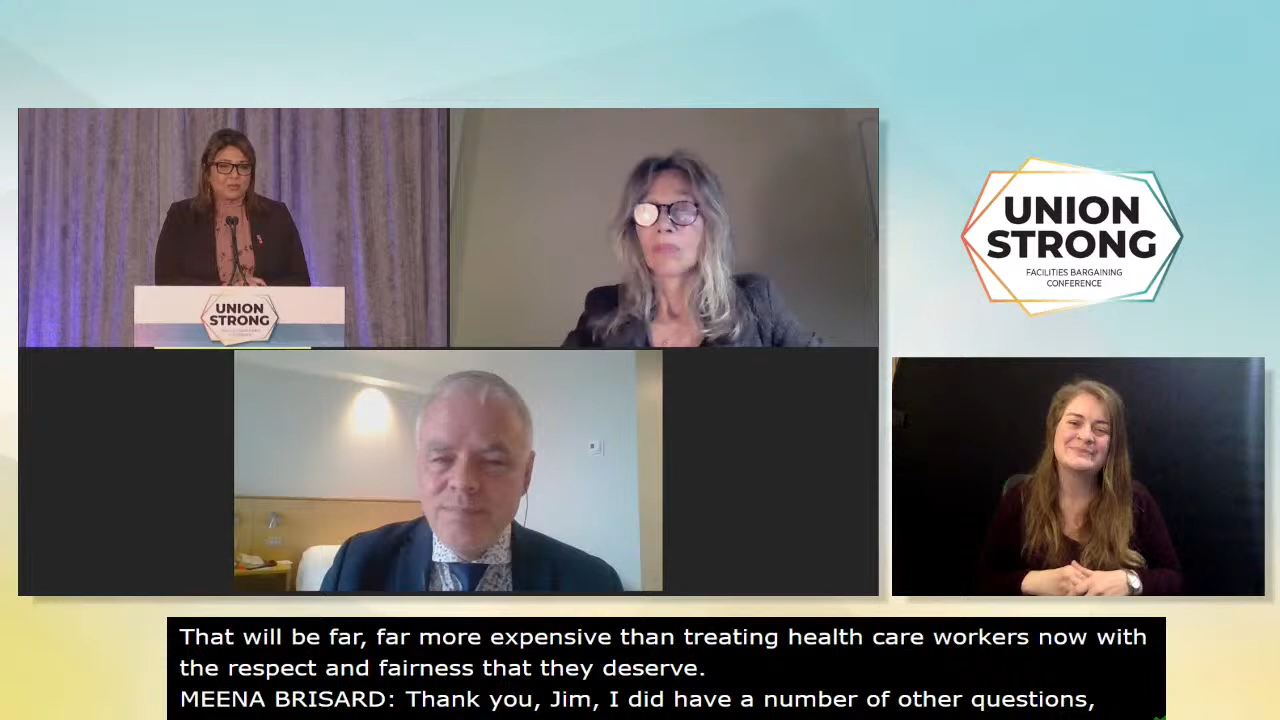 UNION
STRONG
UNION
STRONG
FACILITIES BARGAINING
CONFERENCE
That will be far, far more expensive than treating health care workers now with
the respect and fairness that they deserve.
MEENA BRISARD: Thank you, Jim, I did have a number of other questions,